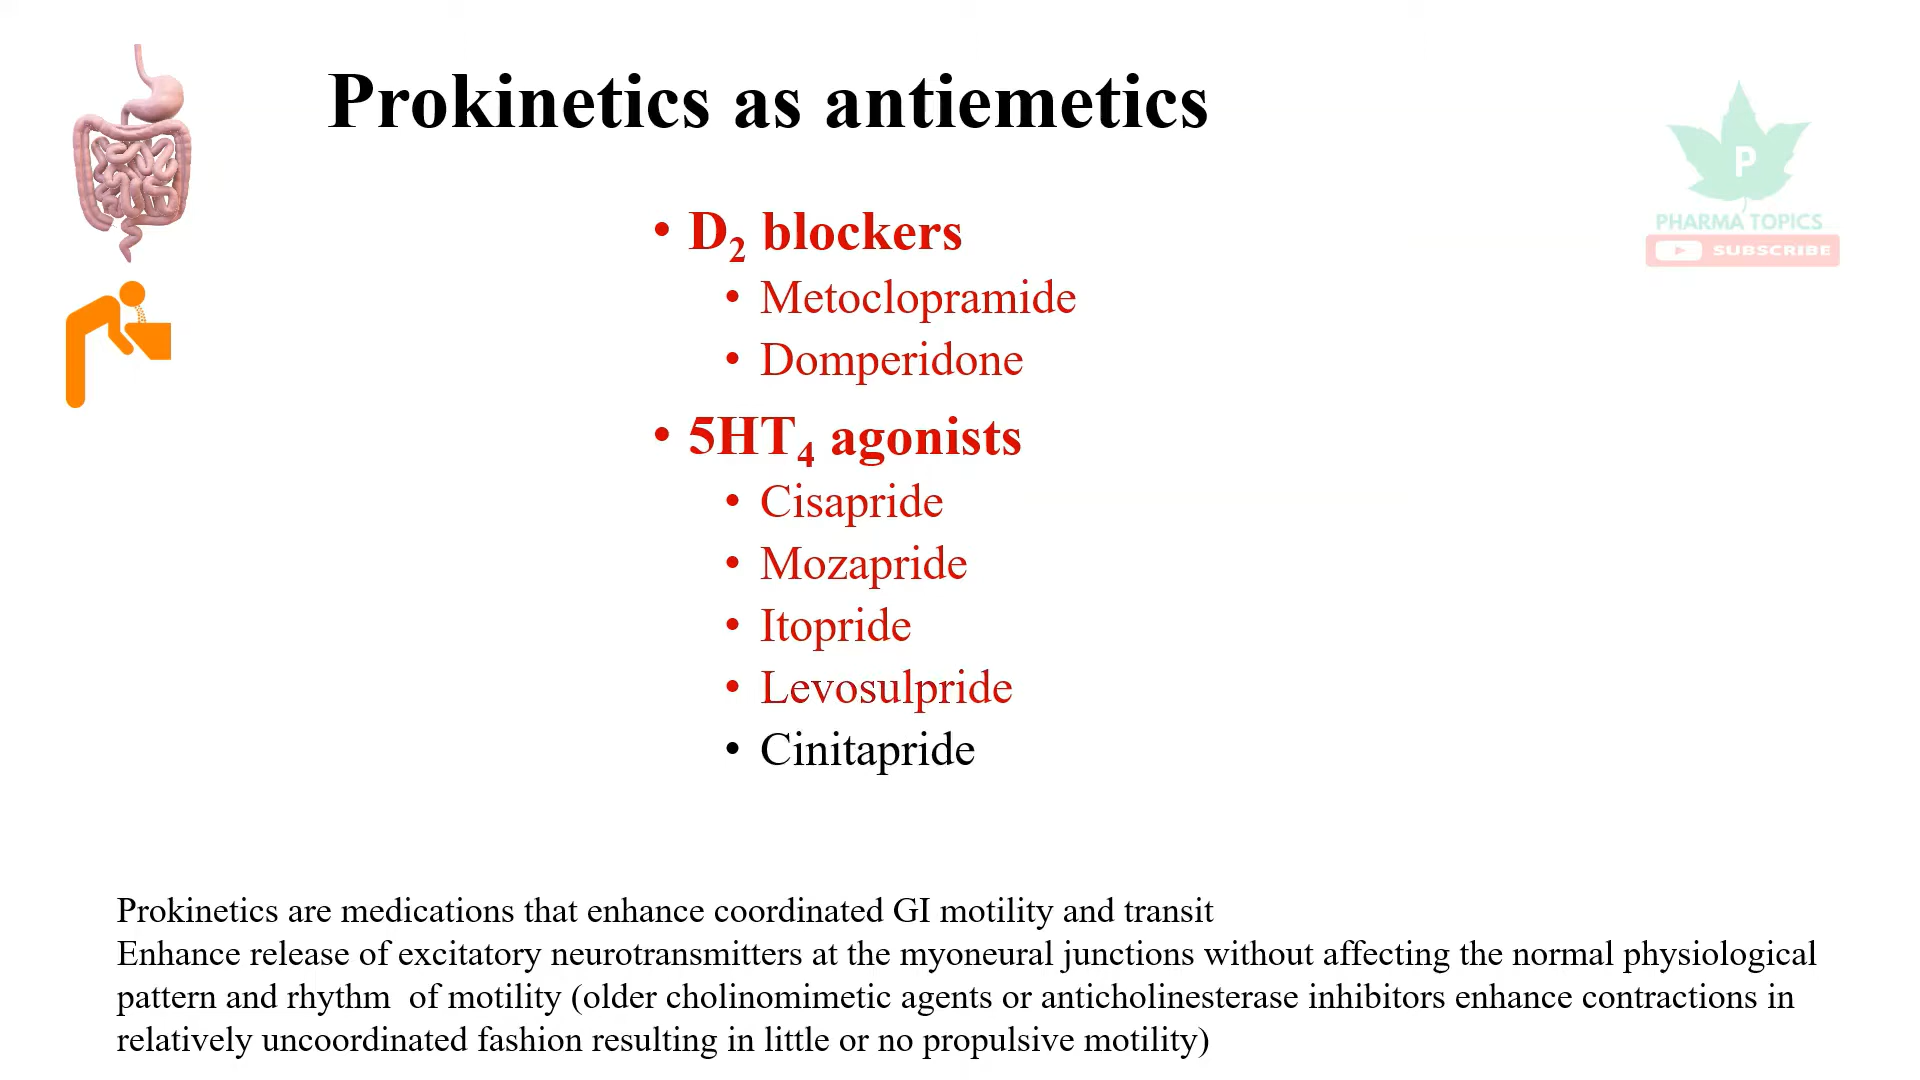 Prokinetics as antiemetics
P
PHARMA TOPICS
SUBSCRIBE
• D₂ blockers
• Metoclopramide
• Domperidone
• 5HT₄ agonists
• Cisapride
• Mozapride
• Itopride
• Levosulpride
• Cinitapride
Prokinetics are medications that enhance coordinated GI motility and transit
Enhance release of excitatory neurotransmitters at the myoneural junctions without affecting the normal physiological
pattern and rhythm  of motility (older cholinomimetic agents or anticholinesterase inhibitors enhance contractions in
relatively uncoordinated fashion resulting in little or no propulsive motility)